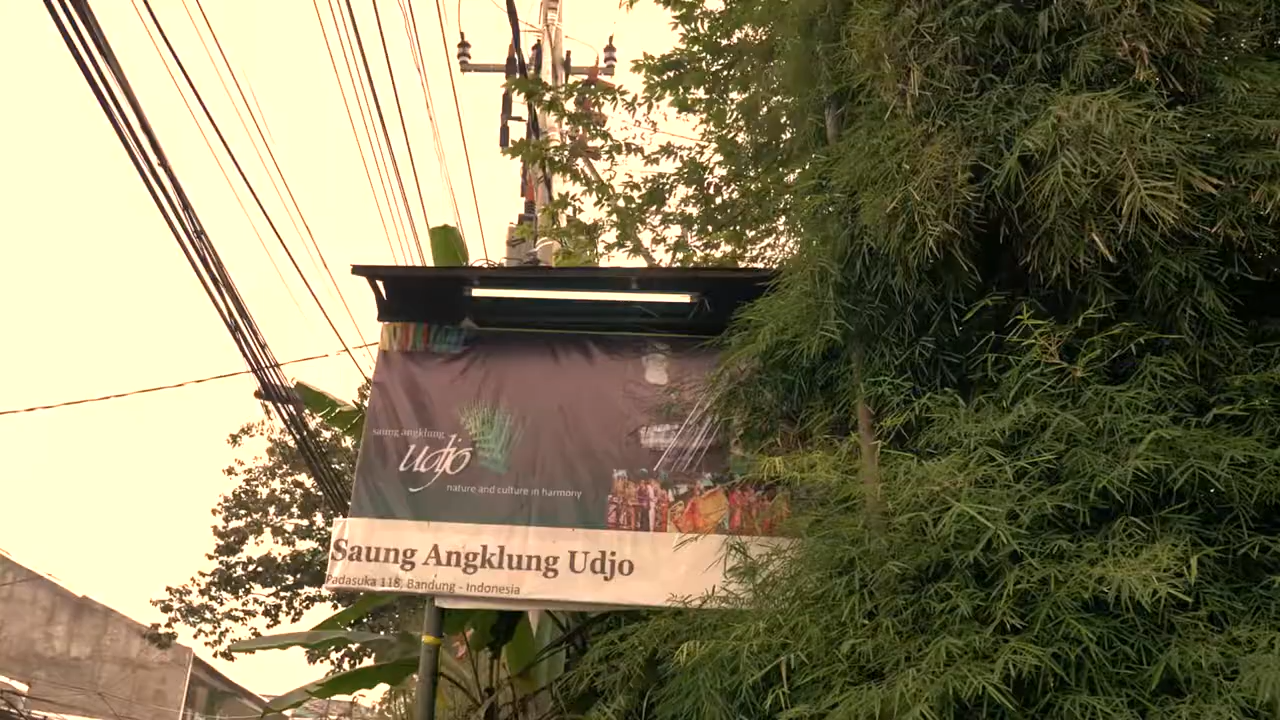 saung angklung
udjo
nature and culture in harmony
Saung Angklung Udjo
Padasuka 118, Bandung - Indonesia